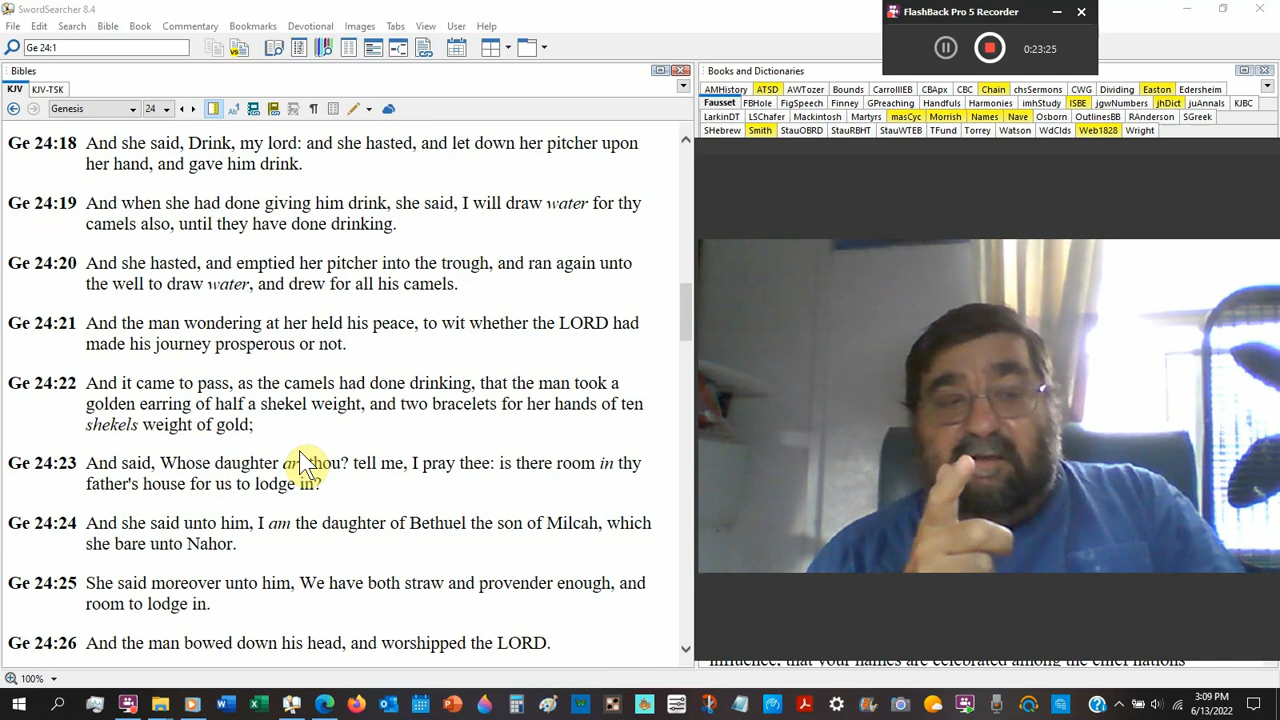 SwordSearcher 8.4
File Edit Search Bible Book Commentary Bookmarks Devotional Images Tabs View User Help
Ge 24:1
FlashBack Pro 5 Recorder
0:23:25
Bibles
KJV KJV-TSK
Genesis 24
Ge 24:18 And she said, Drink, my lord: and she hasted, and let down her pitcher upon
her hand, and gave him drink.
Ge 24:19 And when she had done giving him drink, she said, I will draw water for thy
camels also, until they have done drinking.
Ge 24:20 And she hasted, and emptied her pitcher into the trough, and ran again unto
the well to draw water, and drew for all his camels.
Ge 24:21 And the man wondering at her held his peace, to wit whether the LORD had
made his journey prosperous or not.
Ge 24:22 And it came to pass, as the camels had done drinking, that the man took a
golden earring of half a shekel weight, and two bracelets for her hands of ten
shekels weight of gold;
Ge 24:23 And said, Whose daughter art thou? tell me, I pray thee: is there room in thy
father's house for us to lodge in?
Ge 24:24 And she said unto him, I am the daughter of Bethuel the son of Milcah, which
she bare unto Nahor.
Ge 24:25 She said moreover unto him, We have both straw and provender enough, and
room to lodge in.
Ge 24:26 And the man bowed down his head, and worshipped the LORD.
100%
Books and Dictionaries
AMHistory ATSD AWTozer Bounds CarrollIEB CBApx CBC Chain chsSermons CWG Dividing Easton Edersheim
Fausset FBHole FigSpeech Finney GPreaching Handfuls Harmonies imhStudy ISBE jgwNumbers jhDict juAnnals KJBC
LarkinDT LSChafer Mackintosh Martyrs masCyc Morrish Names Nave Osborn OutlinesBB RAnderson SGreek
SHebrew Smith StauOBRD StauRBHT StauWTEB TFund Torrey Watson WdClds Web1828 Wright
influence, that your names are celebrated among the chief nations
3:09 PM
6/13/2022